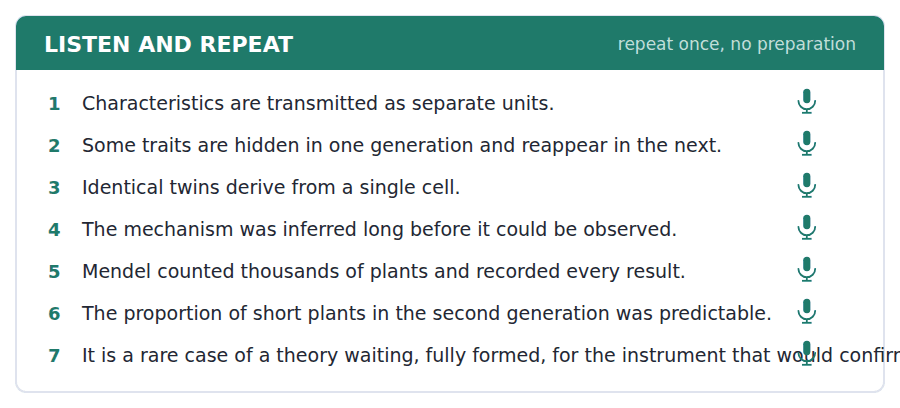 LISTEN AND REPEAT
repeat once, no preparation
1 Characteristics are transmitted as separate units.
2 Some traits are hidden in one generation and reappear in the next.
3 Identical twins derive from a single cell.
4 The mechanism was inferred long before it could be observed.
5 Mendel counted thousands of plants and recorded every result.
6 The proportion of short plants in the second generation was predictable.
7 It is a rare case of a theory waiting, fully formed, for the instrument that would